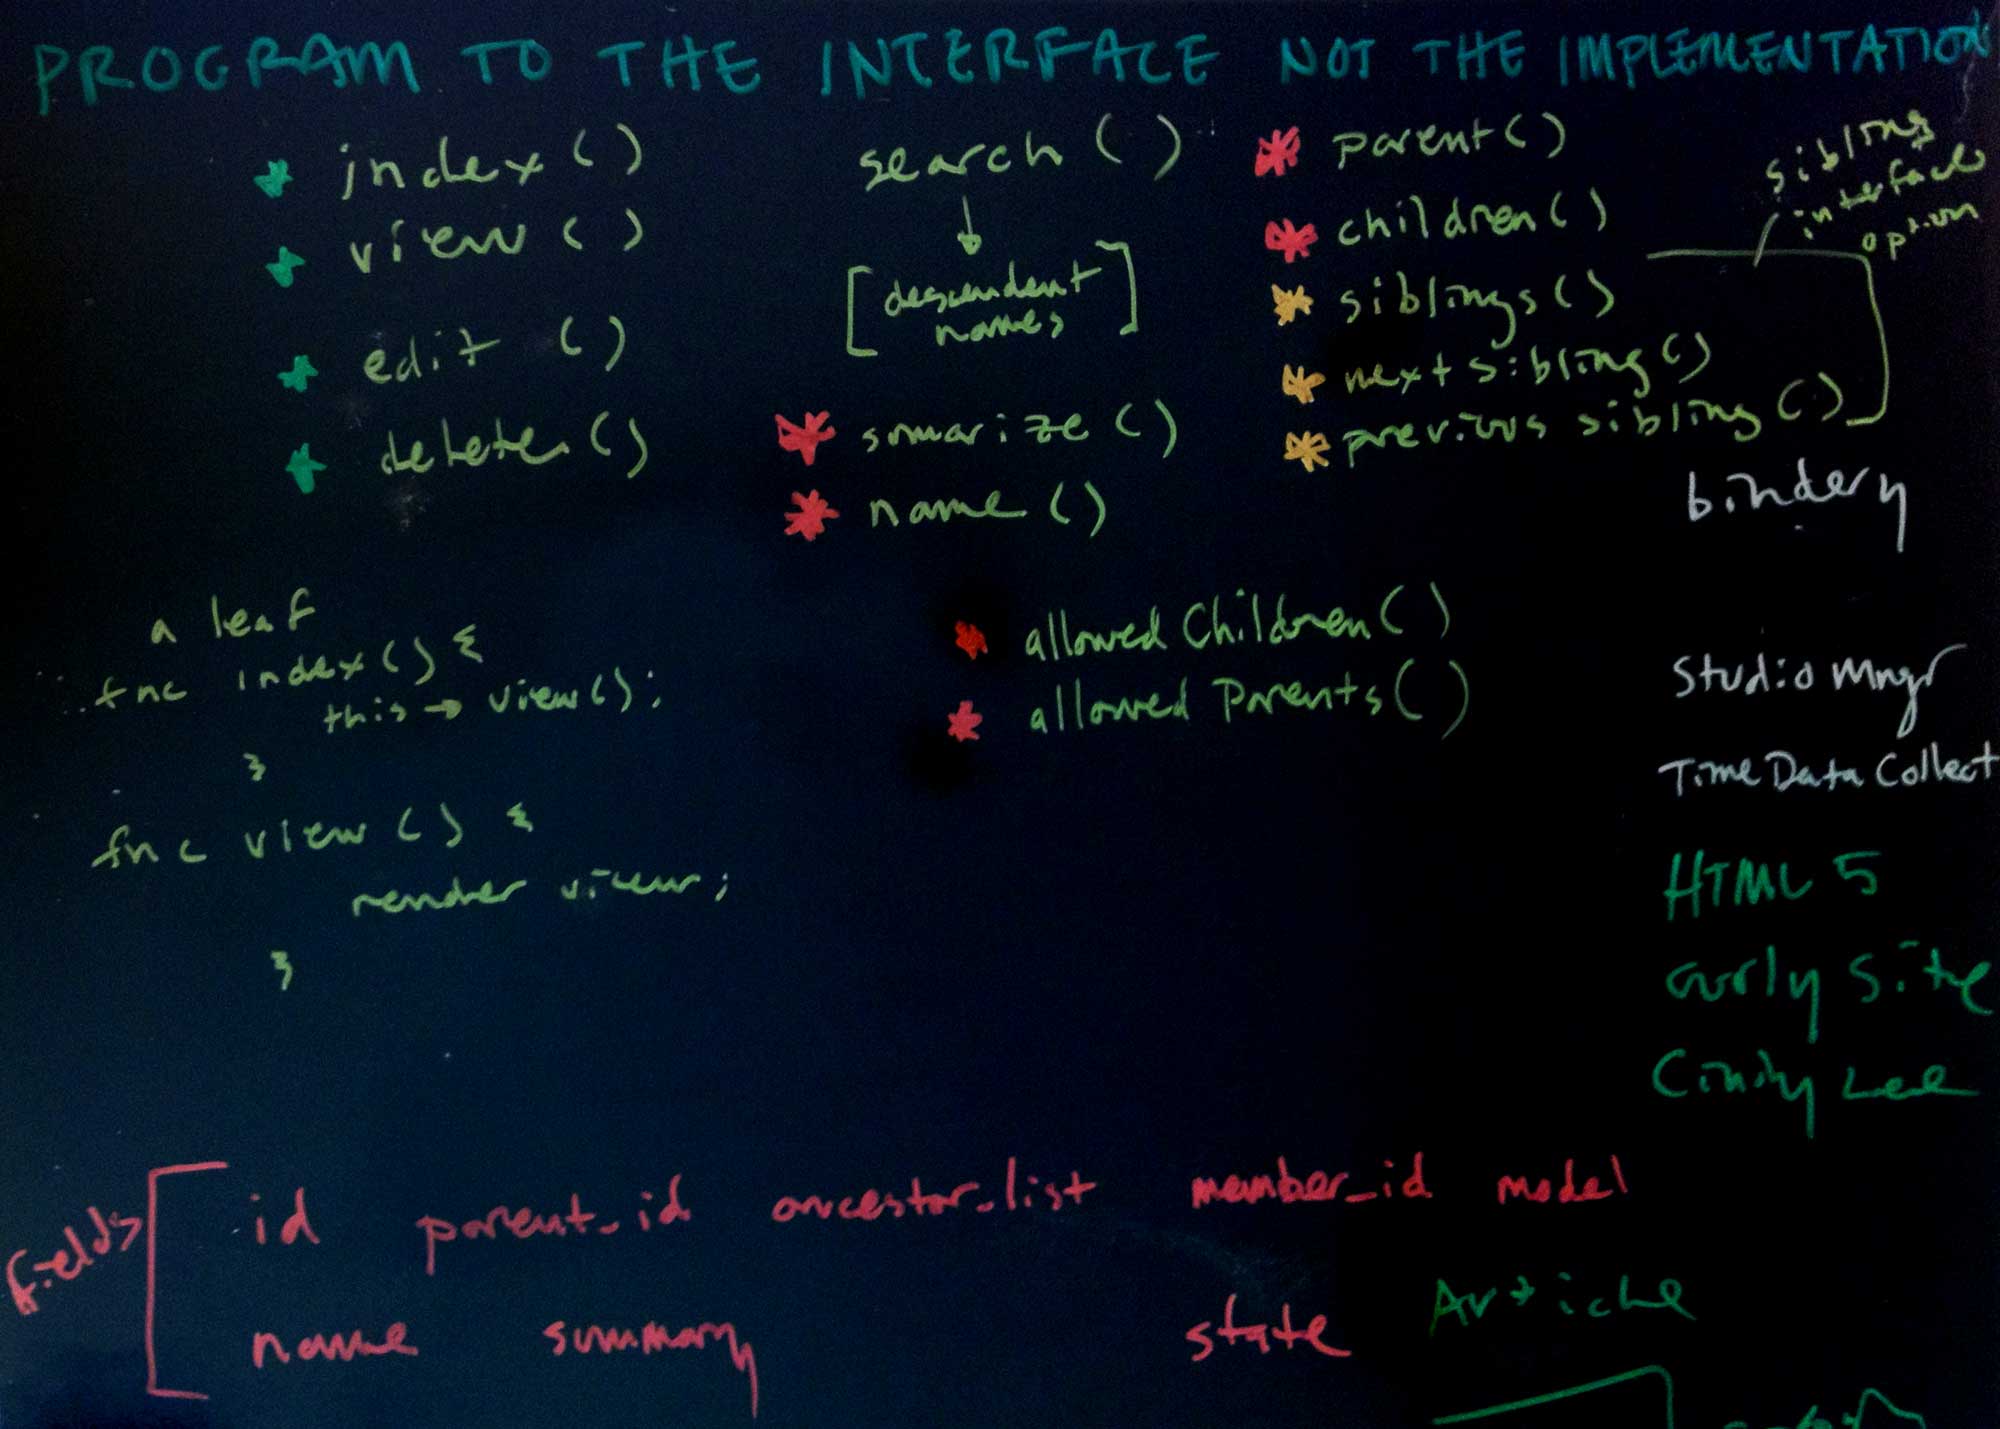 PROGRAM TO THE INTERFACE NOT THE IMPLEMENTATION
* index()
* view()
* edit()
* delete()
search()
[descendent
names]
* sumarize()
* name()
* parent()
* children()
* siblings()
* next sibling()
* previous sibling()
sibling
interface
option
bindery
* allowed Children()
* allowed Parents()
a leaf
fnc index() {
this → view();
}
fnc view() {
render view;
}
Studio Mngr
Time Data Collect
HTML 5
curly site
Cindy Lee
fields
id parent_id ancestor_list member_id model
name summary state
Article